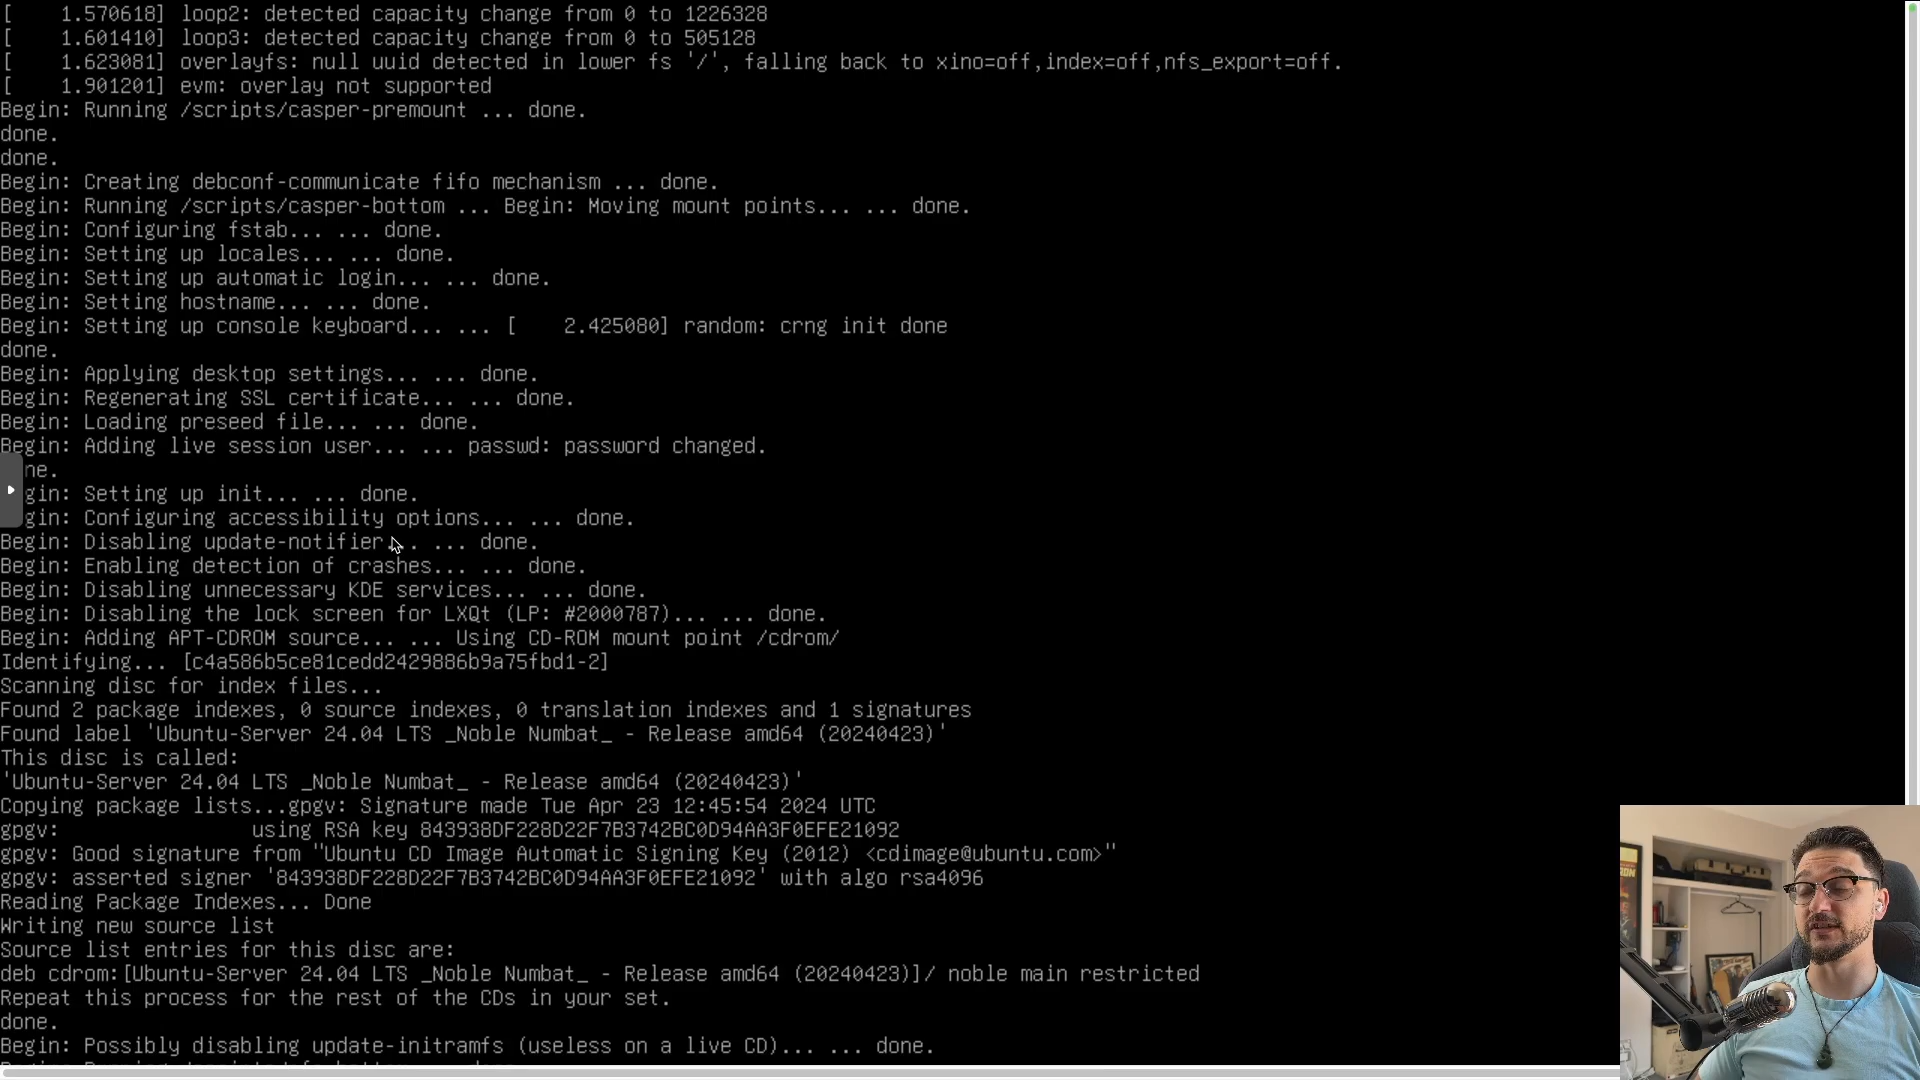 [    1.570618] loop2: detected capacity change from 0 to 1226328
[    1.601410] loop3: detected capacity change from 0 to 505128
[    1.623081] overlayfs: null uuid detected in lower fs '/', falling back to xino=off,index=off,nfs_export=off.
[    1.901201] evm: overlay not supported
Begin: Running /scripts/casper-premount ... done.
done.
done.
Begin: Creating debconf-communicate fifo mechanism ... done.
Begin: Running /scripts/casper-bottom ... Begin: Moving mount points... ... done.
Begin: Configuring fstab... ... done.
Begin: Setting up locales... ... done.
Begin: Setting up automatic login... ... done.
Begin: Setting hostname... ... done.
Begin: Setting up console keyboard... ... [    2.425080] random: crng init done
done.
Begin: Applying desktop settings... ... done.
Begin: Regenerating SSL certificate... ... done.
Begin: Loading preseed file... ... done.
Begin: Adding live session user... ... passwd: password changed.
ne.
gin: Setting up init... ... done.
gin: Configuring accessibility options... ... done.
Begin: Disabling update-notifier... ... done.
Begin: Enabling detection of crashes... ... done.
Begin: Disabling unnecessary KDE services... ... done.
Begin: Disabling the lock screen for LXQt (LP: #2000787)... ... done.
Begin: Adding APT-CDROM source... ... Using CD-ROM mount point /cdrom/
Identifying... [c4a586b5ce81cedd2429886b9a75fbd1-2]
Scanning disc for index files...
Found 2 package indexes, 0 source indexes, 0 translation indexes and 1 signatures
Found label 'Ubuntu-Server 24.04 LTS _Noble Numbat_ - Release amd64 (20240423)'
This disc is called:
'Ubuntu-Server 24.04 LTS _Noble Numbat_ - Release amd64 (20240423)'
Copying package lists...gpgv: Signature made Tue Apr 23 12:45:54 2024 UTC
gpgv:                using RSA key 843938DF228D22F7B3742BC0D94AA3F0EFE21092
gpgv: Good signature from "Ubuntu CD Image Automatic Signing Key (2012) <cdimage@ubuntu.com>"
gpgv: asserted signer '843938DF228D22F7B3742BC0D94AA3F0EFE21092' with algo rsa4096
Reading Package Indexes... Done
Writing new source list
Source list entries for this disc are:
deb cdrom:[Ubuntu-Server 24.04 LTS _Noble Numbat_ - Release amd64 (20240423)]/ noble main restricted
Repeat this process for the rest of the CDs in your set.
done.
Begin: Possibly disabling update-initramfs (useless on a live CD)... ... done.